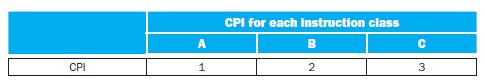 CPI for each instruction class
A B C
CPI 1 2 3